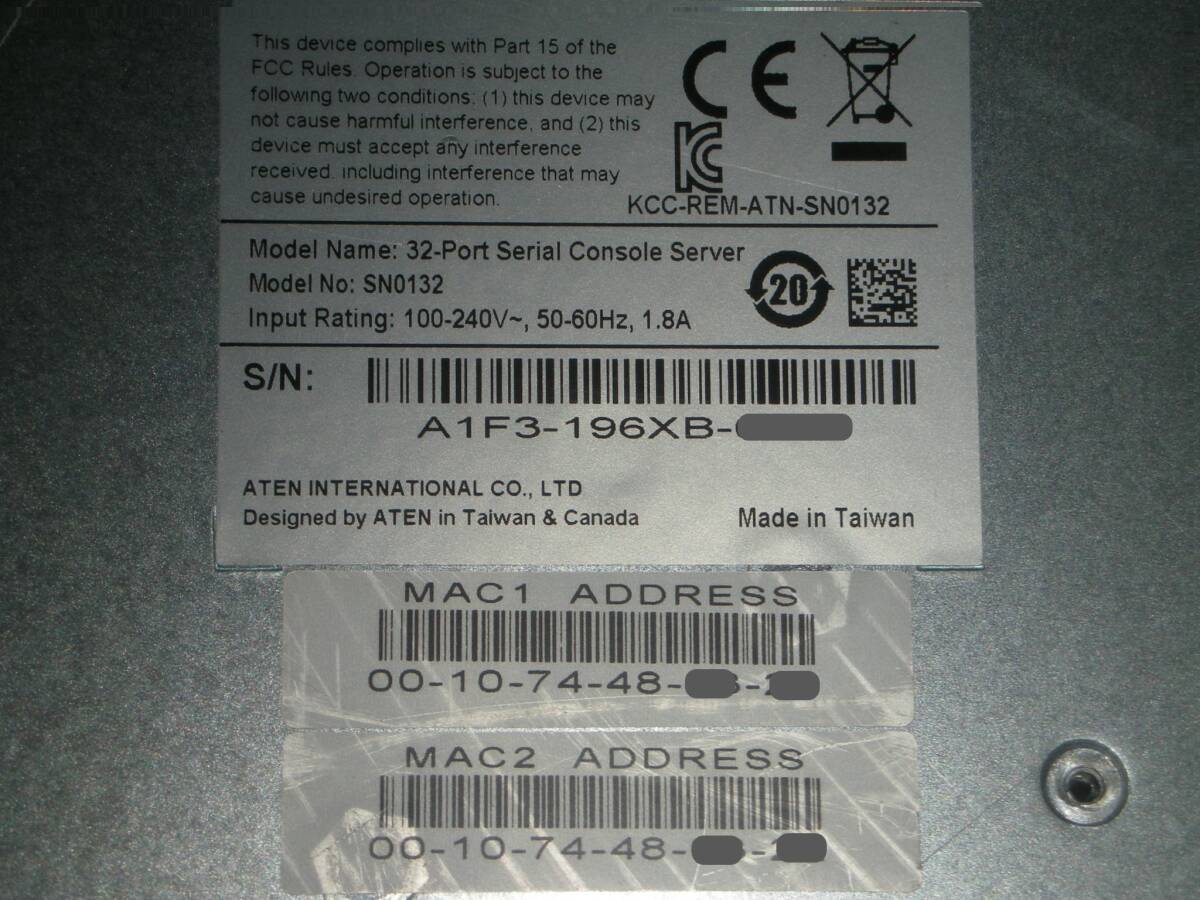 This device complies with Part 15 of the
FCC Rules. Operation is subject to the
following two conditions: (1) this device may
not cause harmful interference, and (2) this
device must accept any interference
received, including interference that may
cause undesired operation.
CE
KCC-REM-ATN-SN0132
Model Name: 32-Port Serial Console Server
Model No: SN0132
Input Rating: 100-240V~, 50-60Hz, 1.8A
20
S/N:
A1F3-196XB-
ATEN INTERNATIONAL CO., LTD
Designed by ATEN in Taiwan & Canada
Made in Taiwan
MAC1 ADDRESS
00-10-74-48-
MAC2 ADDRESS
00-10-74-48-